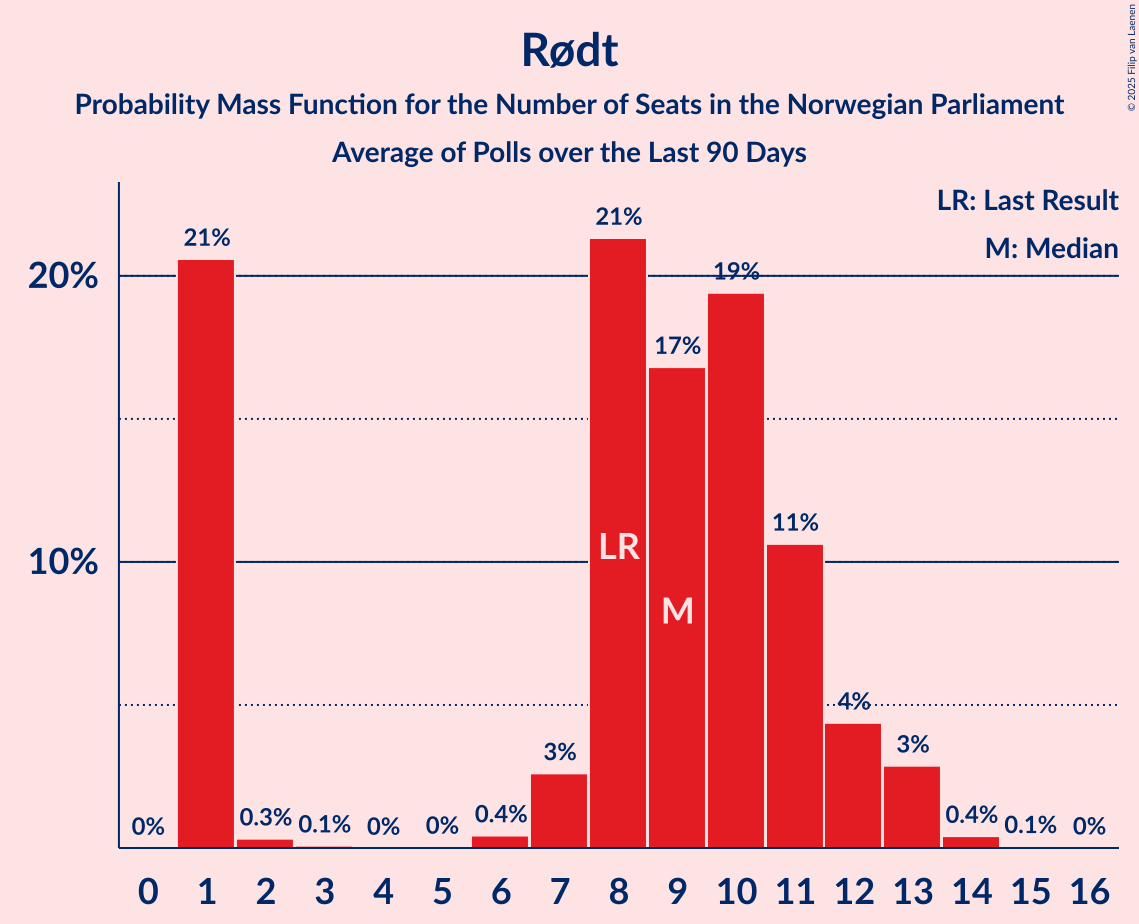 Rødt
Probability Mass Function for the Number of Seats in the Norwegian Parliament
Average of Polls over the Last 90 Days
© 2025 Filip van Laenen
LR: Last Result
M: Median
20%
10%
0%
21%
0.3%
0.1%
0%
0%
0.4%
3%
21%
17%
19%
11%
4%
3%
0.4%
0.1%
0%
LR
M
0 1 2 3 4 5 6 7 8 9 10 11 12 13 14 15 16